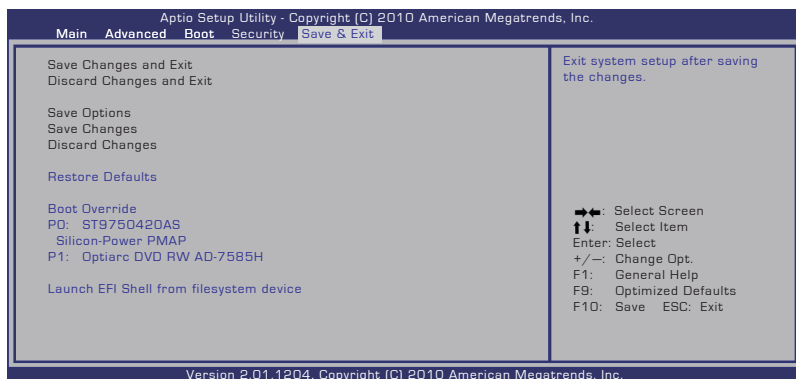 Aptio Setup Utility - Copyright (C) 2010 American Megatrends, Inc.
Main Advanced Boot Security Save & Exit
Save Changes and Exit
Discard Changes and Exit
Save Options
Save Changes
Discard Changes
Restore Defaults
Boot Override
P0: ST9750420AS
Silicon-Power PMAP
P1: Optiarc DVD RW AD-7585H
Launch EFI Shell from filesystem device
Exit system setup after saving
the changes.
→←: Select Screen
↑↓: Select Item
Enter: Select
+/—: Change Opt.
F1: General Help
F9: Optimized Defaults
F10: Save ESC: Exit
Version 2.01.1204. Copyright (C) 2010 American Megatrends, Inc.